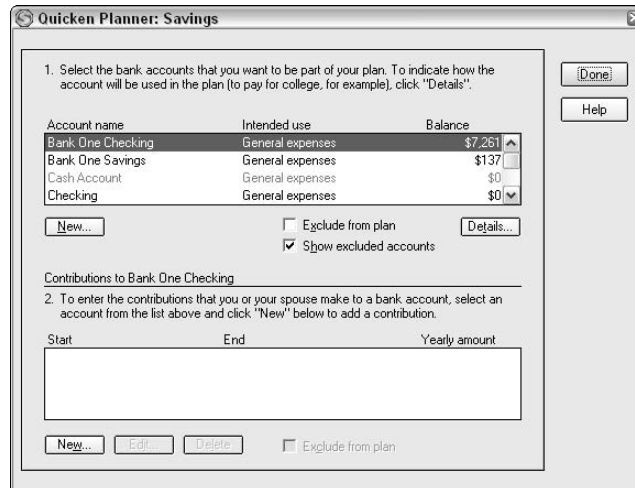 Quicken Planner: Savings
1. Select the bank accounts that you want to be part of your plan. To indicate how the
account will be used in the plan (to pay for college, for example), click "Details".
Done
Help
Account name Intended use Balance
Bank One Checking General expenses $7,261
Bank One Savings General expenses $137
Cash Account General expenses $0
Checking General expenses $0
New... Exclude from plan Details...
Show excluded accounts
Contributions to Bank One Checking
2. To enter the contributions that you or your spouse make to a bank account, select an
account from the list above and click "New" below to add a contribution.
Start End Yearly amount
New... Edit... Delete Exclude from plan